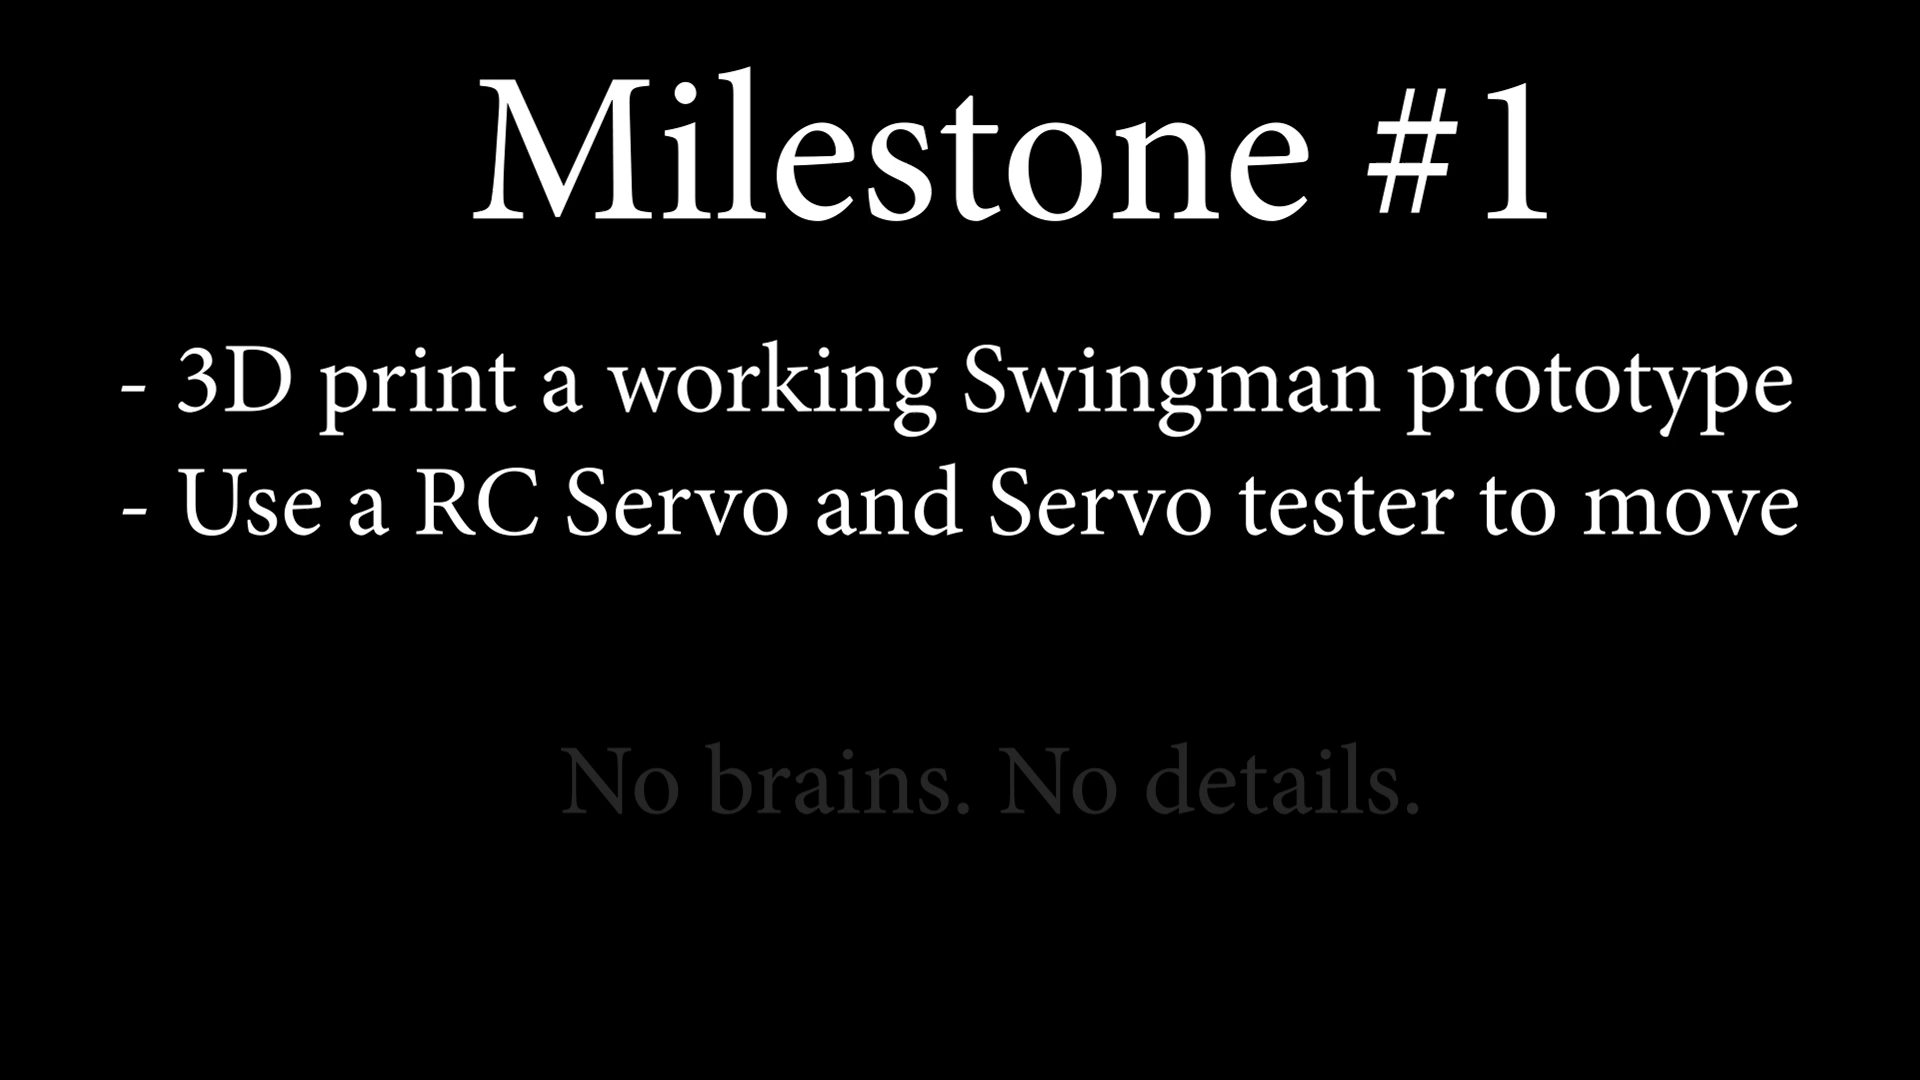 Milestone #1
- 3D print a working Swingman prototype
- Use a RC Servo and Servo tester to move
No brains. No details.